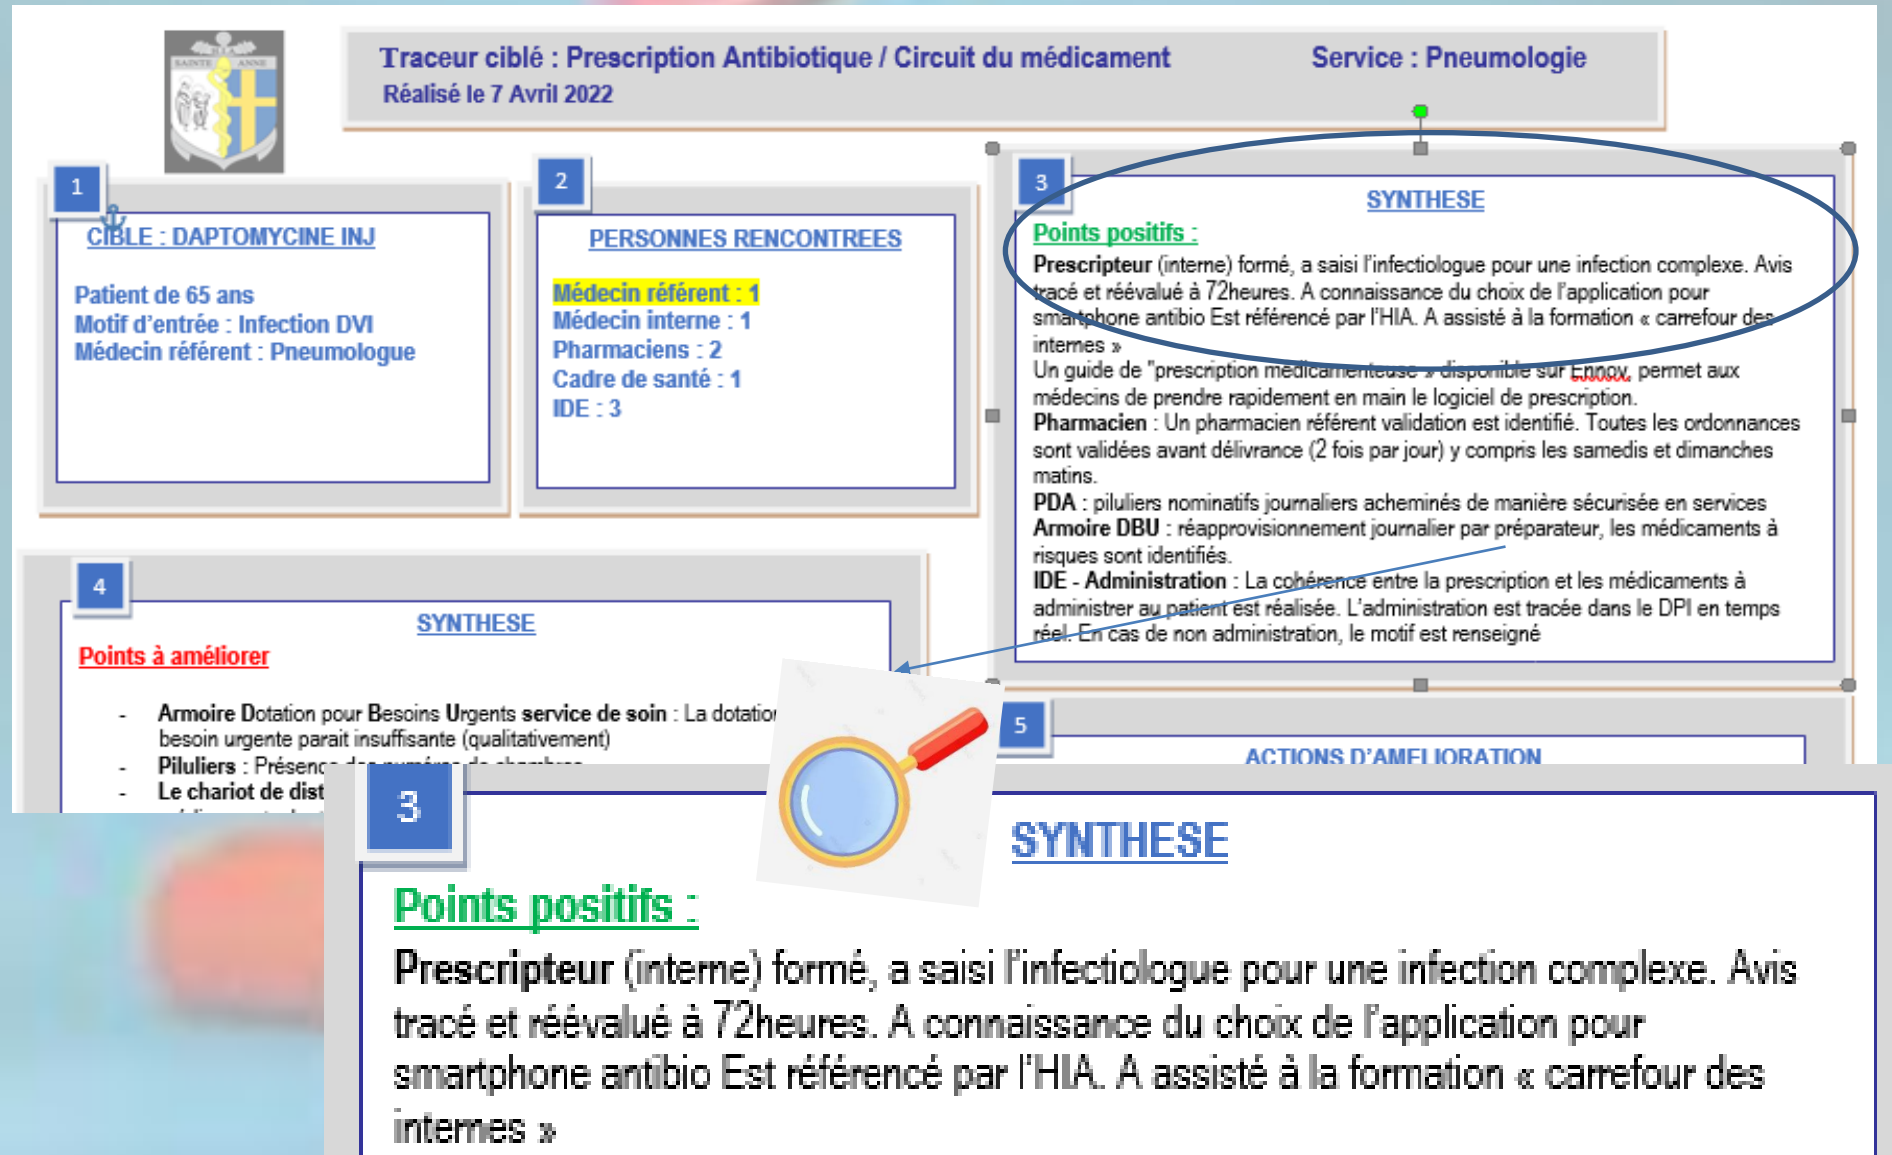 SAINTE ANNE
Traceur ciblé : Prescription Antibiotique / Circuit du médicament Service : Pneumologie
Réalisé le 7 Avril 2022
1
CIBLE : DAPTOMYCINE INJ
Patient de 65 ans
Motif d'entrée : Infection DVI
Médecin référent : Pneumologue
2
PERSONNES RENCONTREES
Médecin référent : 1
Médecin interne : 1
Pharmaciens : 2
Cadre de santé : 1
IDE : 3
3
SYNTHESE
Points positifs :
Prescripteur (interne) formé, a saisi l'infectiologue pour une infection complexe. Avis
tracé et réévalué à 72heures. A connaissance du choix de l'application pour
smartphone antibio Est référencé par l'HIA. A assisté à la formation « carrefour des
internes »
Un guide de "prescription médicamenteuse » disponible sur Ennov, permet aux
médecins de prendre rapidement en main le logiciel de prescription.
Pharmacien : Un pharmacien référent validation est identifié. Toutes les ordonnances
sont validées avant délivrance (2 fois par jour) y compris les samedis et dimanches
matins.
PDA : piluliers nominatifs journaliers acheminés de manière sécurisée en services
Armoire DBU : réapprovisionnement journalier par préparateur, les médicaments à
risques sont identifiés.
IDE - Administration : La cohérence entre la prescription et les médicaments à
administrer au patient est réalisée. L'administration est tracée dans le DPI en temps
réel. En cas de non administration, le motif est renseigné
4
SYNTHESE
Points à améliorer
- Armoire Dotation pour Besoins Urgents service de soin : La dotation
besoin urgente parait insuffisante (qualitativement)
- Piluliers : Présence des numéros de chambres
- Le chariot de dist
5
ACTIONS D'AMELIORATION
3
SYNTHESE
Points positifs :
Prescripteur (interne) formé, a saisi l'infectiologue pour une infection complexe. Avis
tracé et réévalué à 72heures. A connaissance du choix de l'application pour
smartphone antibio Est référencé par l'HIA. A assisté à la formation « carrefour des
internes »